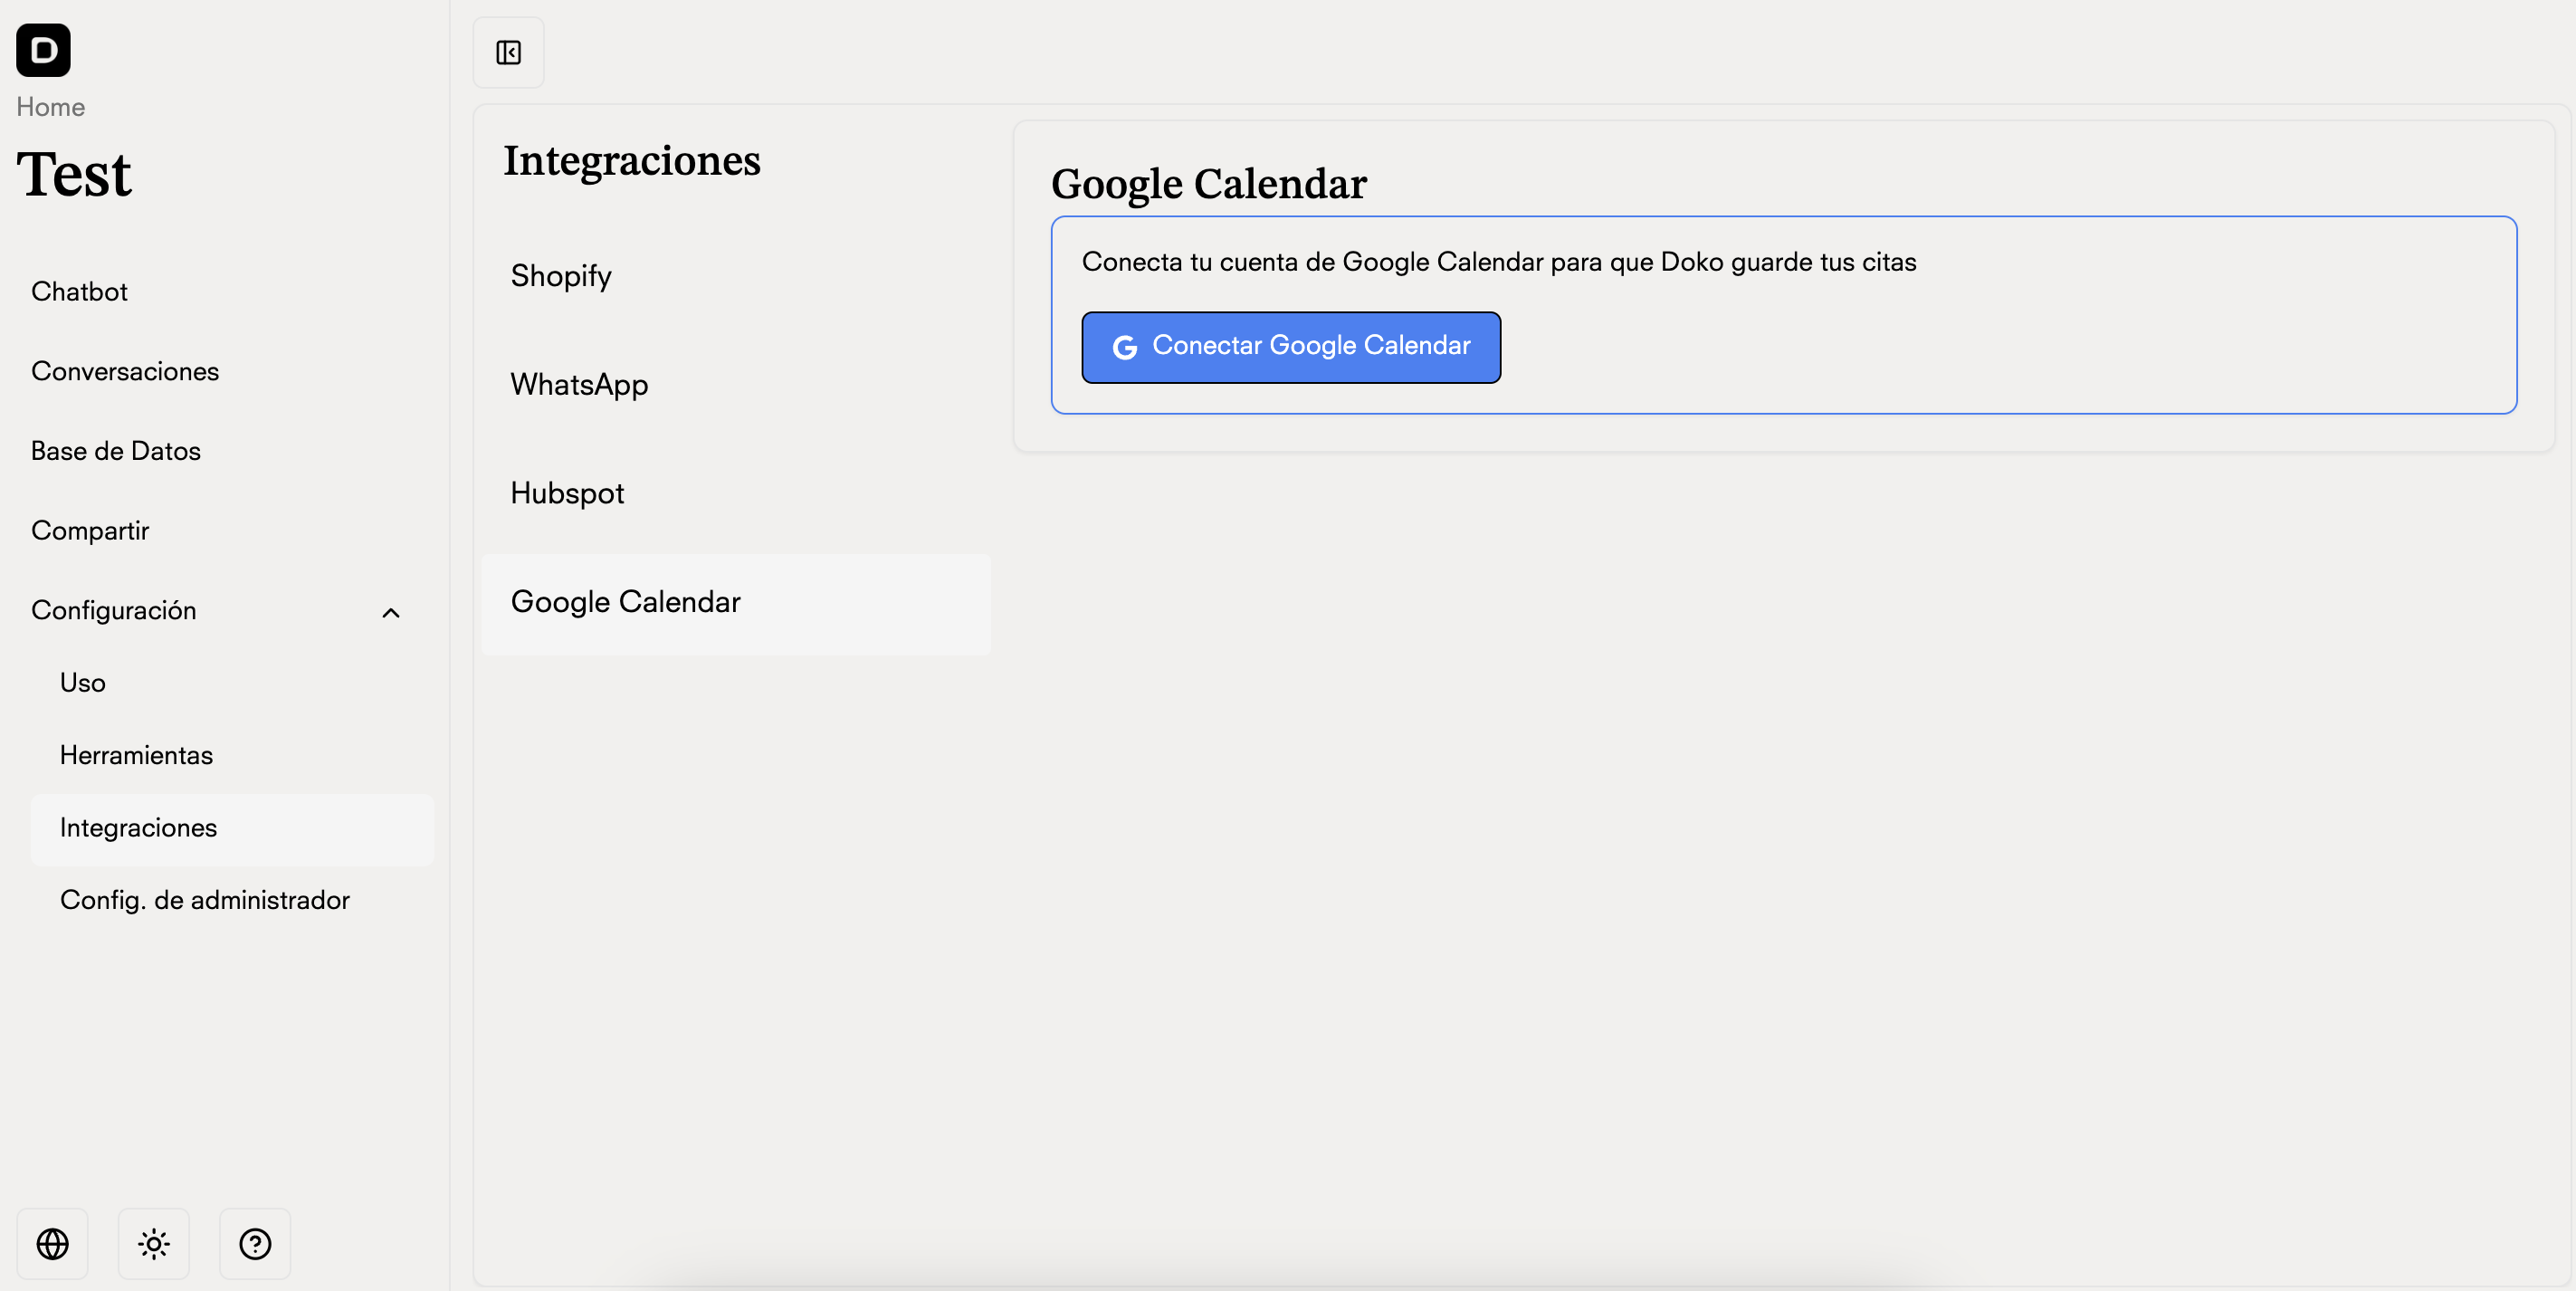 Home
Test
Chatbot
Conversaciones
Base de Datos
Compartir
Configuración
Uso
Herramientas
Integraciones
Config. de administrador
Integraciones
Shopify
WhatsApp
Hubspot
Google Calendar
Google Calendar
Conecta tu cuenta de Google Calendar para que Doko guarde tus citas
Conectar Google Calendar